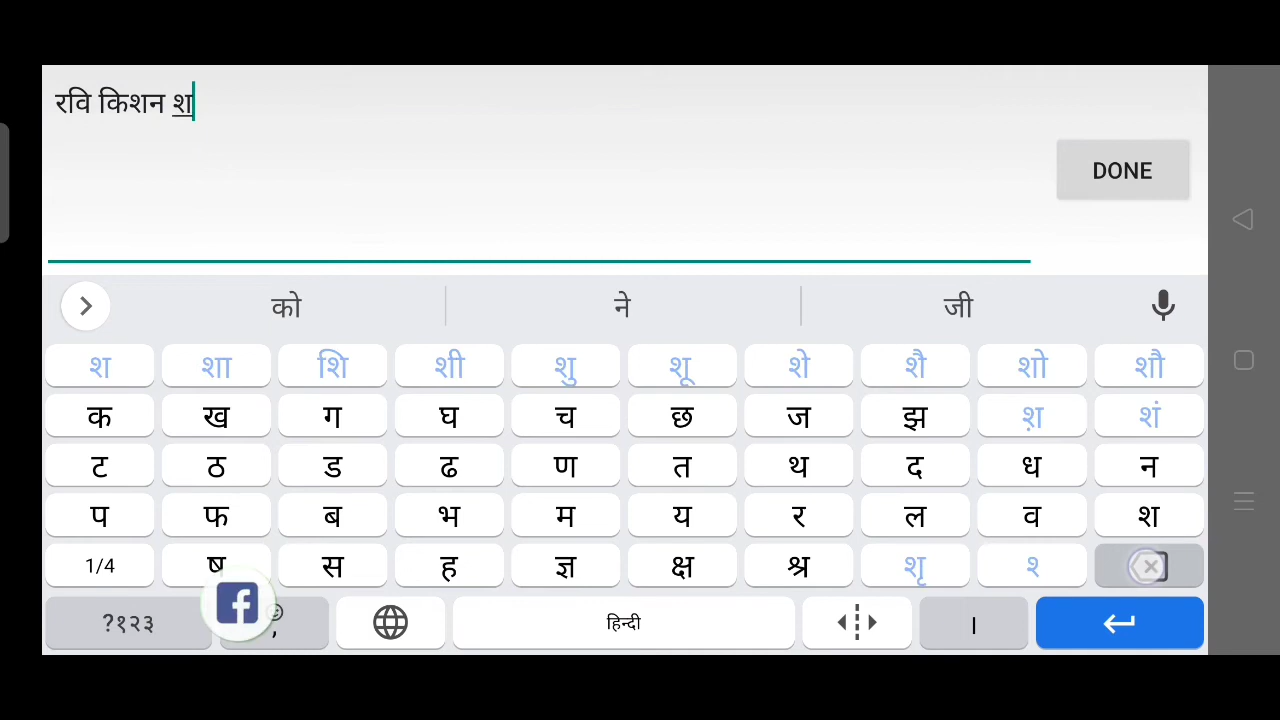 रवि किशन श
DONE
को ने जी
श शा शि शी शु शू शे शै शो शौ
क ख ग घ च छ ज झ श़ शं
ट ठ ड ढ ण त थ द ध न
प फ ब भ म य र ल व श
1/4 ष स ह ज्ञ क्ष श्र शृ श्
?१२३ , हिन्दी ।